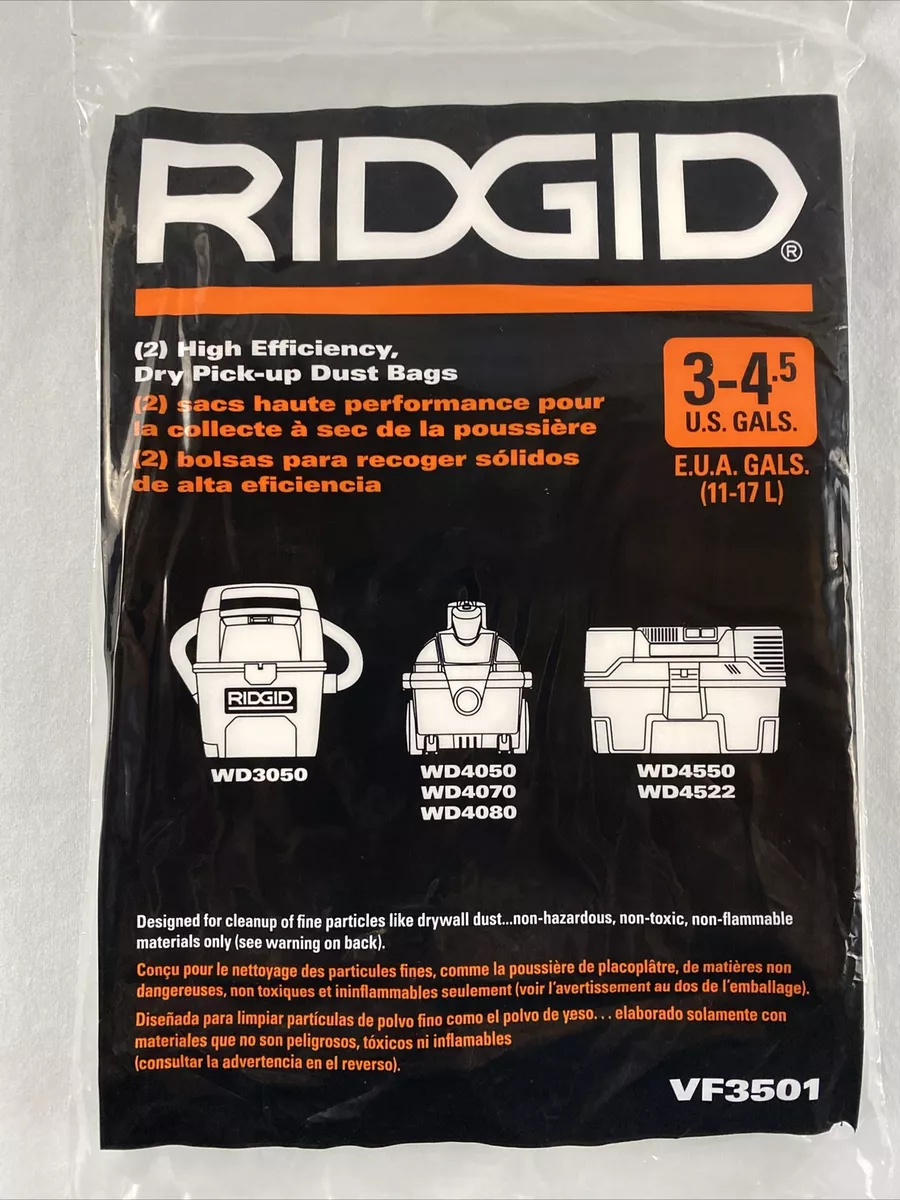 RIDGID®
(2) High Efficiency,
Dry Pick-up Dust Bags
(2) sacs haute performance pour
la collecte à sec de la poussière
(2) bolsas para recoger sólidos
de alta eficiencia
3-4.5
U.S. GALS.
E.U.A. GALS.
(11-17 L)
RIDGID
WD3050
WD4050
WD4070
WD4080
WD4550
WD4522
Designed for cleanup of fine particles like drywall dust...non-hazardous, non-toxic, non-flammable
materials only (see warning on back).
Conçu pour le nettoyage des particules fines, comme la poussière de placoplâtre, de matières non
dangereuses, non toxiques et ininflammables seulement (voir l'avertissement au dos de l'emballage).
Diseñada para limpiar partículas de polvo fino como el polvo de yeso... elaborado solamente con
materiales que no son peligrosos, tóxicos ni inflamables
(consultar la advertencia en el reverso).
VF3501